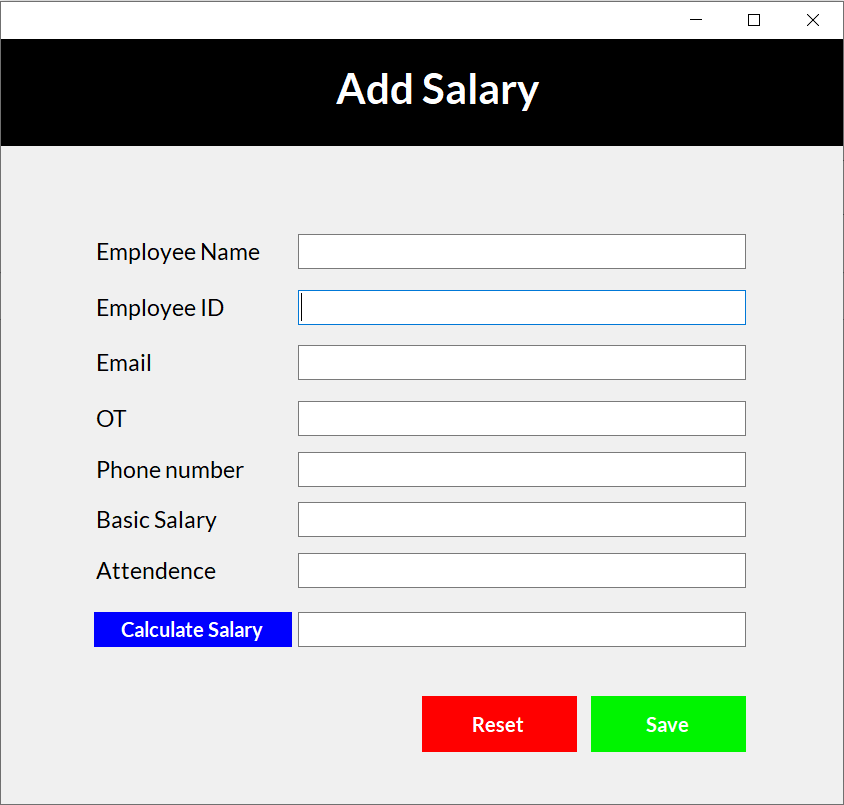 Add Salary
Employee Name
Employee ID
Email
OT
Phone number
Basic Salary
Attendence
Calculate Salary
Reset Save